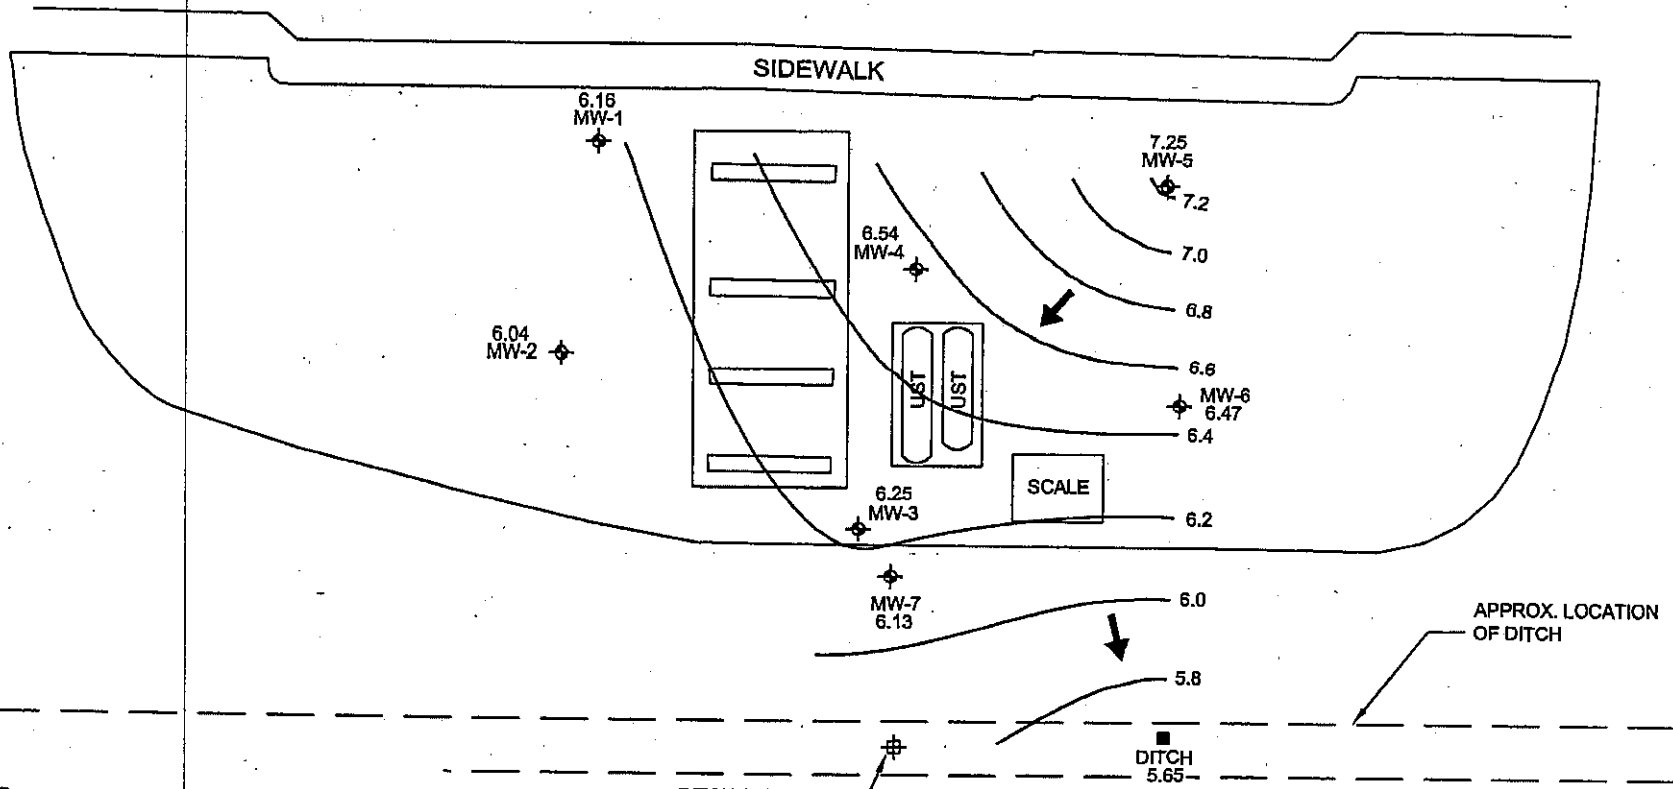 SIDEWALK
6.16
MW-1
7.25
MW-5
7.2
6.54
MW-4
7.0
6.8
6.04
MW-2
UST
UST
6.6
MW-6
6.47
6.4
SCALE
6.25
MW-3
6.2
MW-7
6.13
6.0
APPROX. LOCATION
OF DITCH
5.8
DITCH
5.65